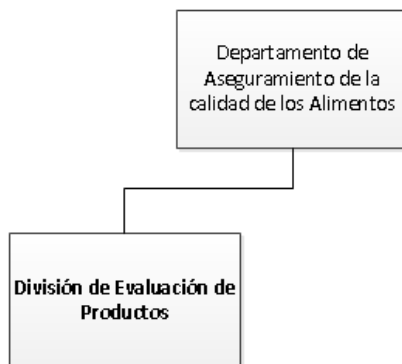 Departamento de
Aseguramiento de la
calidad de los Alimentos
División de Evaluación de
Productos